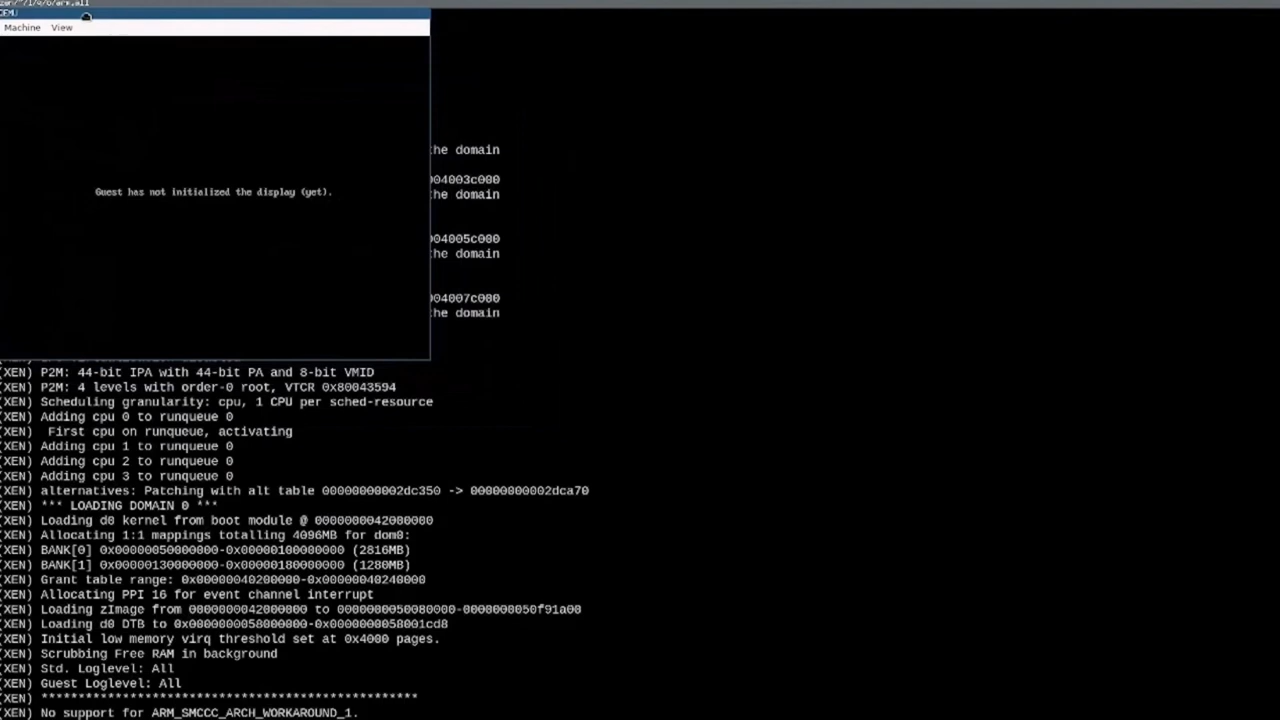 zen/~/1/q/b/arm.all
QEMU
Machine View
Guest has not initialized the display (yet).
the domain
04003c000
the domain
04005c000
the domain
04007c000
the domain
(XEN) P2M: 44-bit IPA with 44-bit PA and 8-bit VMID
(XEN) P2M: 4 levels with order-0 root, VTCR 0x80043594
(XEN) Scheduling granularity: cpu, 1 CPU per sched-resource
(XEN) Adding cpu 0 to runqueue 0
(XEN)  First cpu on runqueue, activating
(XEN) Adding cpu 1 to runqueue 0
(XEN) Adding cpu 2 to runqueue 0
(XEN) Adding cpu 3 to runqueue 0
(XEN) alternatives: Patching with alt table 00000000002dc350 -> 00000000002dca70
(XEN) *** LOADING DOMAIN 0 ***
(XEN) Loading d0 kernel from boot module @ 0000000042000000
(XEN) Allocating 1:1 mappings totalling 4096MB for dom0:
(XEN) BANK[0] 0x00000050000000-0x00000100000000 (2816MB)
(XEN) BANK[1] 0x00000130000000-0x00000180000000 (1280MB)
(XEN) Grant table range: 0x00000040200000-0x00000040240000
(XEN) Allocating PPI 16 for event channel interrupt
(XEN) Loading zImage from 0000000042000000 to 0000000050080000-0000000050f91a00
(XEN) Loading d0 DTB to 0x0000000058000000-0x0000000058001cd8
(XEN) Initial low memory virq threshold set at 0x4000 pages.
(XEN) Scrubbing Free RAM in background
(XEN) Std. Loglevel: All
(XEN) Guest Loglevel: All
(XEN) ***************************************************
(XEN) No support for ARM_SMCCC_ARCH_WORKAROUND_1.